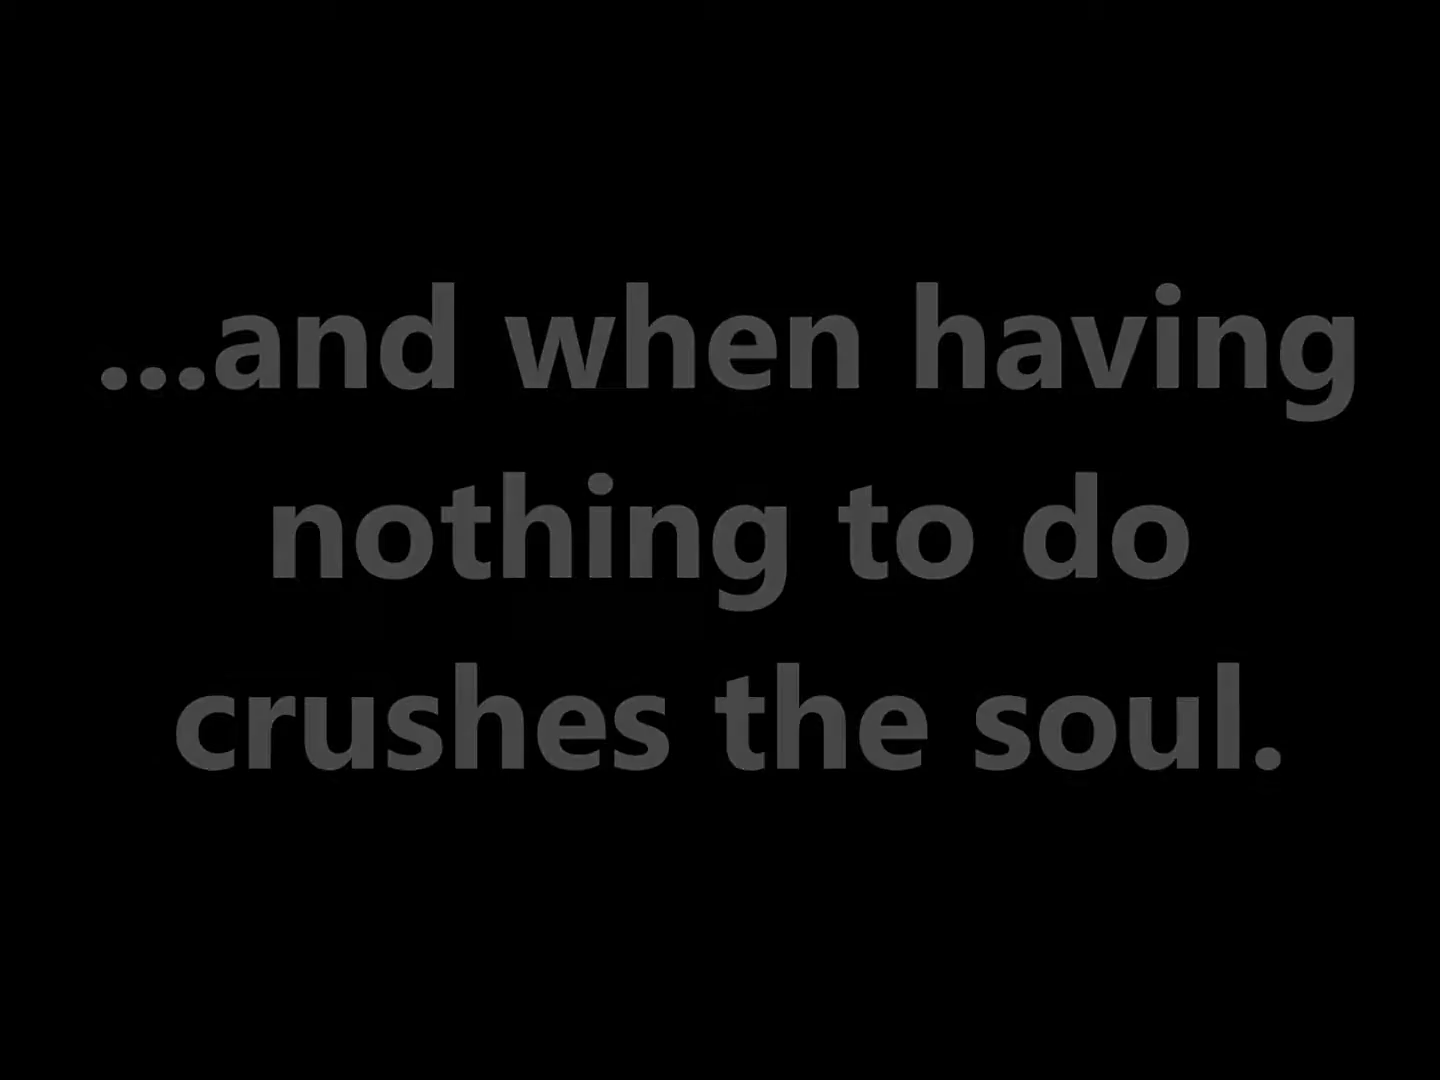 ...and when having
nothing to do
crushes the soul.